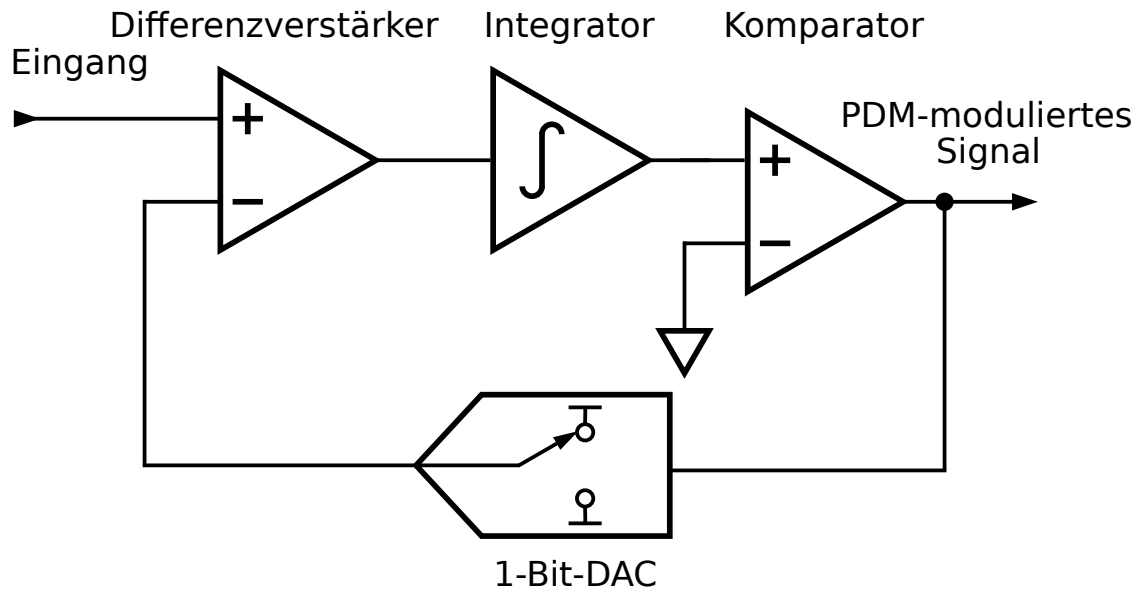 Differenzverstärker Integrator Komparator
Eingang
+
−
∫
+
−
PDM-moduliertes
Signal
1-Bit-DAC